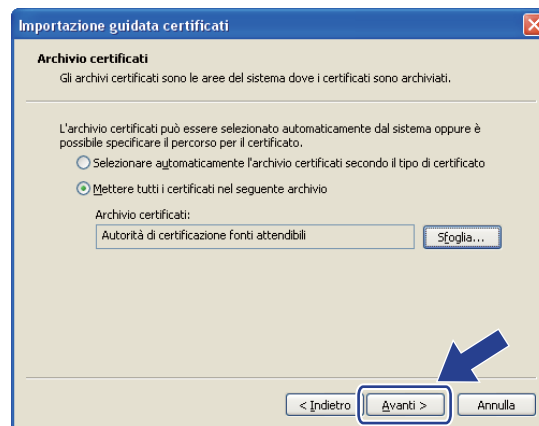 Importazione guidata certificati
Archivio certificati
Gli archivi certificati sono le aree del sistema dove i certificati sono archiviati.
L'archivio certificati può essere selezionato automaticamente dal sistema oppure è
possibile specificare il percorso per il certificato.
Selezionare automaticamente l'archivio certificati secondo il tipo di certificato
Mettere tutti i certificati nel seguente archivio
Archivio certificati:
Autorità di certificazione fonti attendibili
Sfoglia...
< Indietro
Avanti >
Annulla